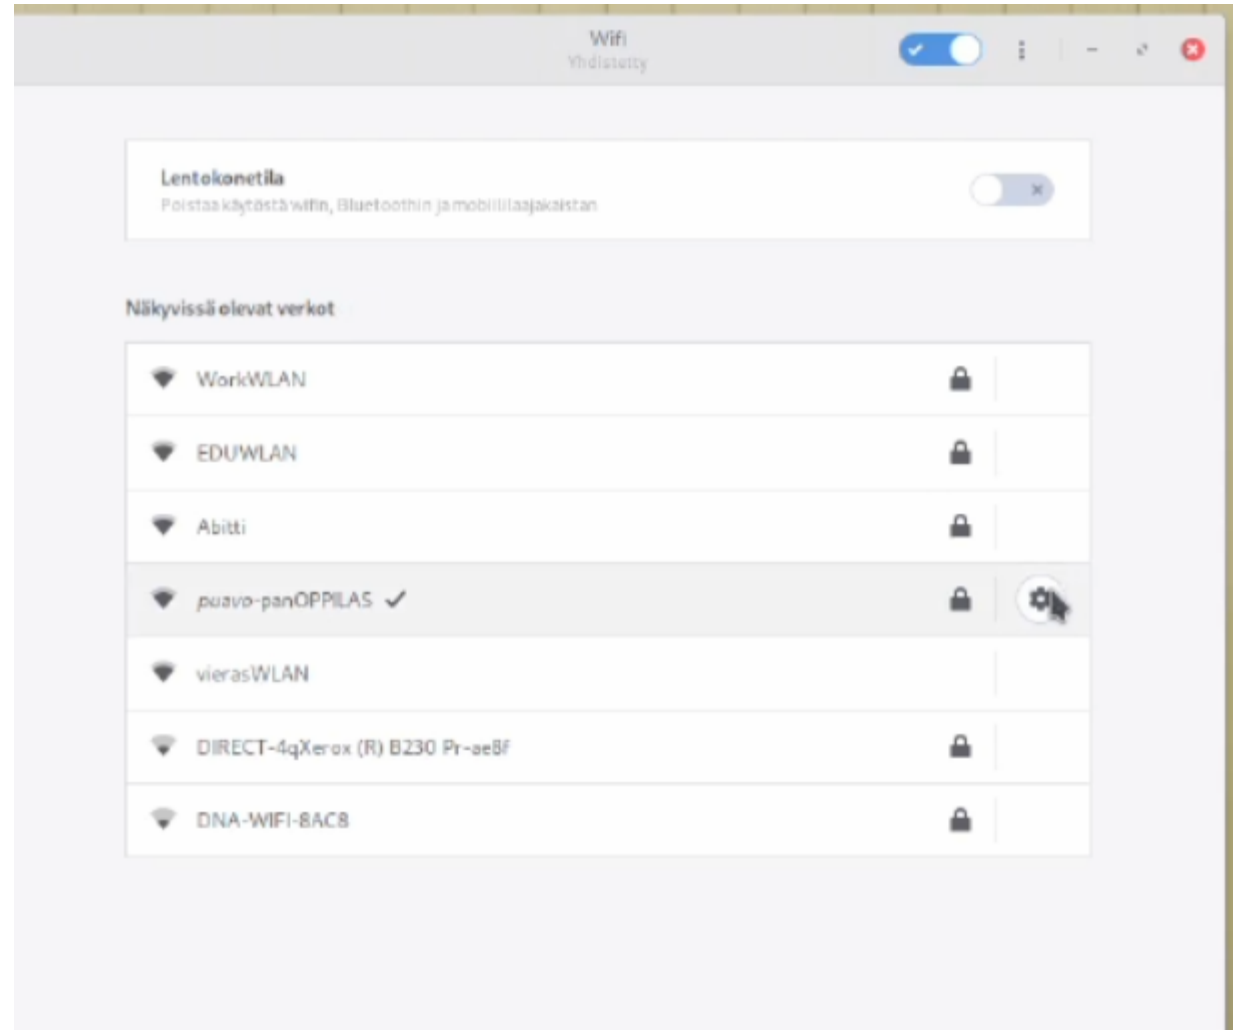 Wifi
Yhdistetty
Lentokonetila
Poistaa käytöstä wifin, Bluetoothin ja mobiililaajakaistan
Näkyvissä olevat verkot
WorkWLAN
EDUWLAN
Abitti
puavo-panOPPILAS
vierasWLAN
DIRECT-4qXerox (R) B230 Pr-ae8f
DNA-WIFI-8AC8